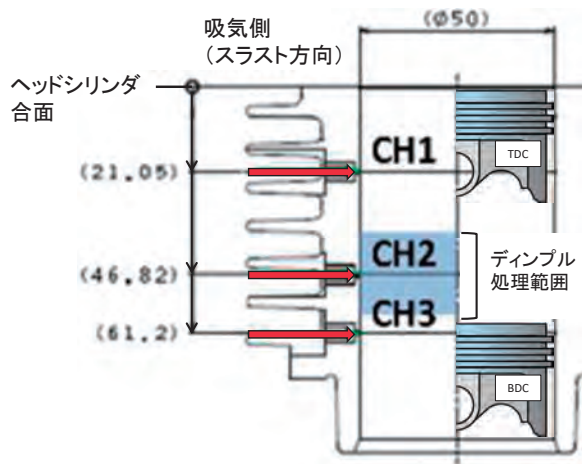 (Ø50)
吸気側
(スラスト方向)
ヘッドシリンダ
合面
CH1
TDC
(21.05)
CH2
ディンプル
処理範囲
(46.82)
CH3
(61.2)
BDC